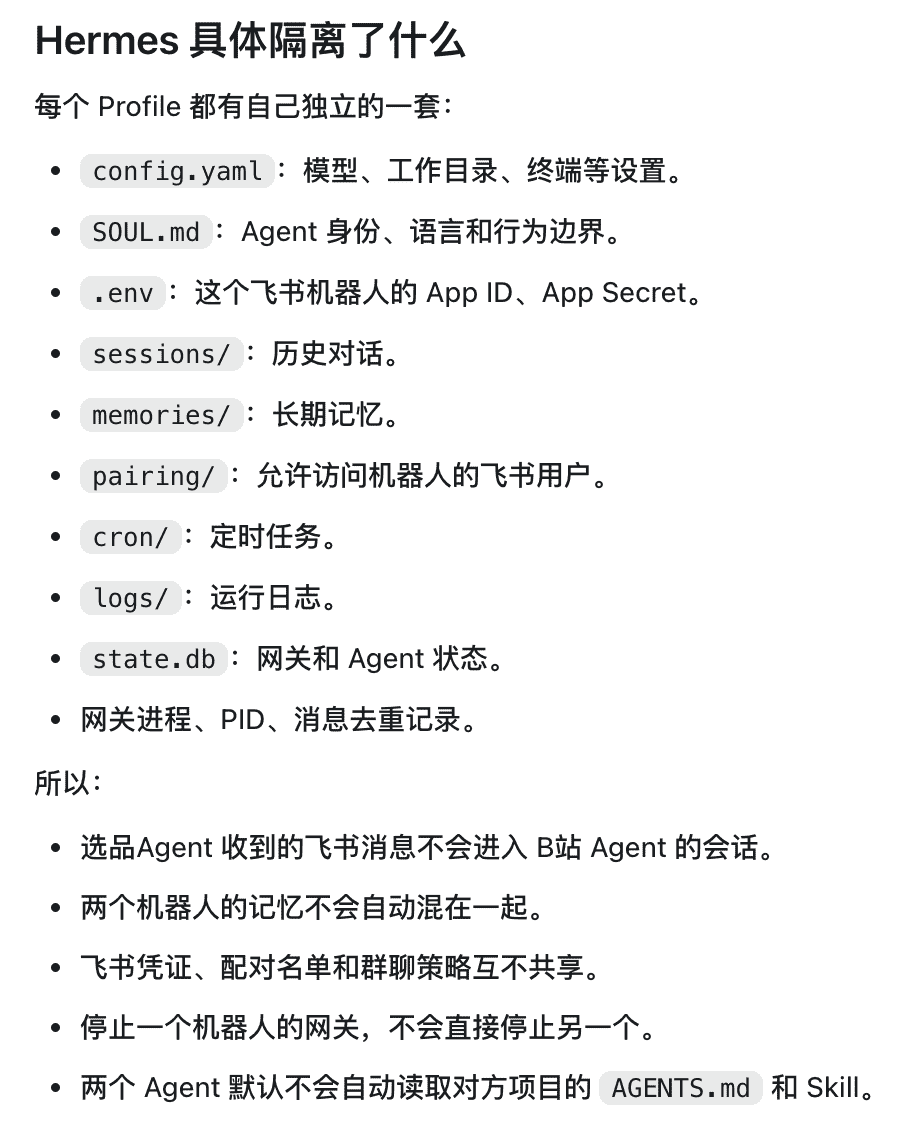 Hermes 具体隔离了什么
每个 Profile 都有自己独立的一套：
• config.yaml：模型、工作目录、终端等设置。
• SOUL.md：Agent 身份、语言和行为边界。
• .env：这个飞书机器人的 App ID、App Secret。
• sessions/：历史对话。
• memories/：长期记忆。
• pairing/：允许访问机器人的飞书用户。
• cron/：定时任务。
• logs/：运行日志。
• state.db：网关和 Agent 状态。
• 网关进程、PID、消息去重记录。
所以：
• 选品Agent 收到的飞书消息不会进入 B站 Agent 的会话。
• 两个机器人的记忆不会自动混在一起。
• 飞书凭证、配对名单和群聊策略互不共享。
• 停止一个机器人的网关，不会直接停止另一个。
• 两个 Agent 默认不会自动读取对方项目的 AGENTS.md 和 Skill。